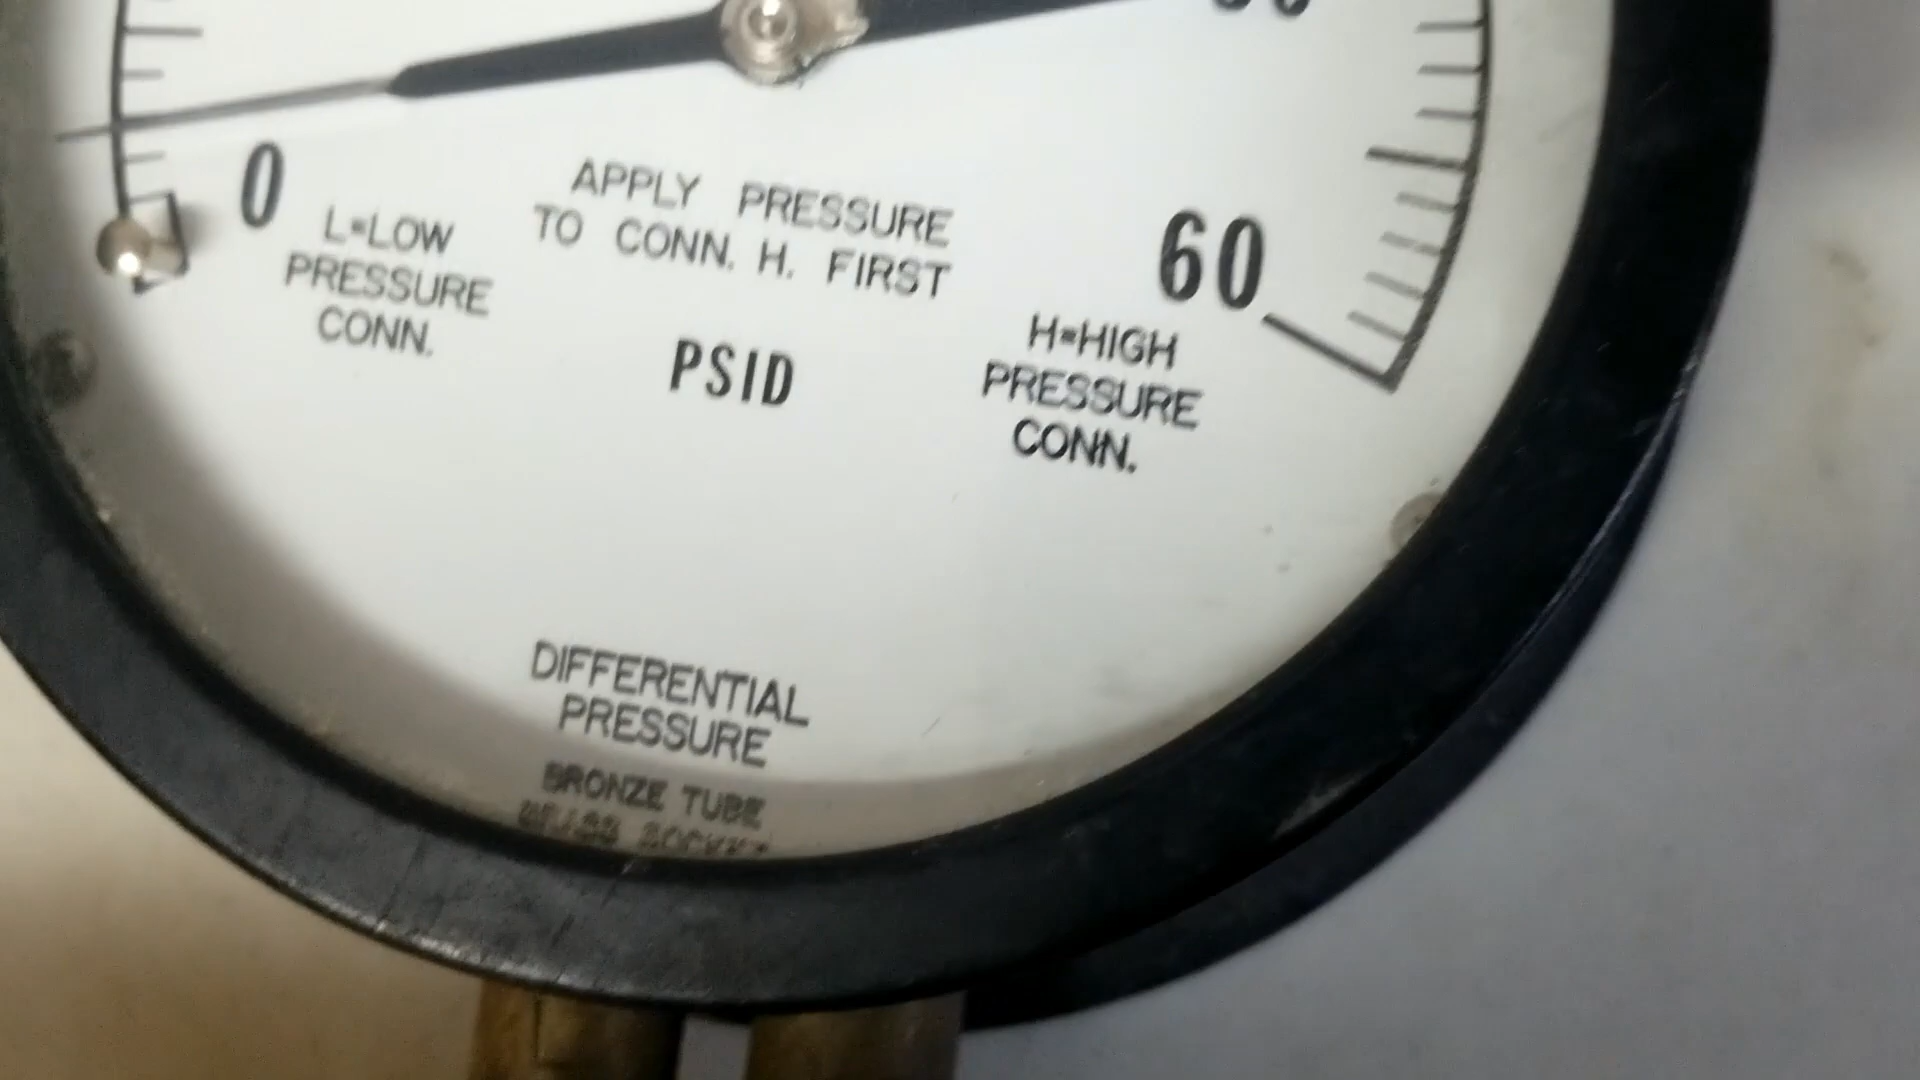 0
L=LOW
PRESSURE
CONN.
APPLY PRESSURE
TO CONN. H. FIRST
PSID
60
H=HIGH
PRESSURE
CONN.
DIFFERENTIAL
PRESSURE
BRONZE TUBE